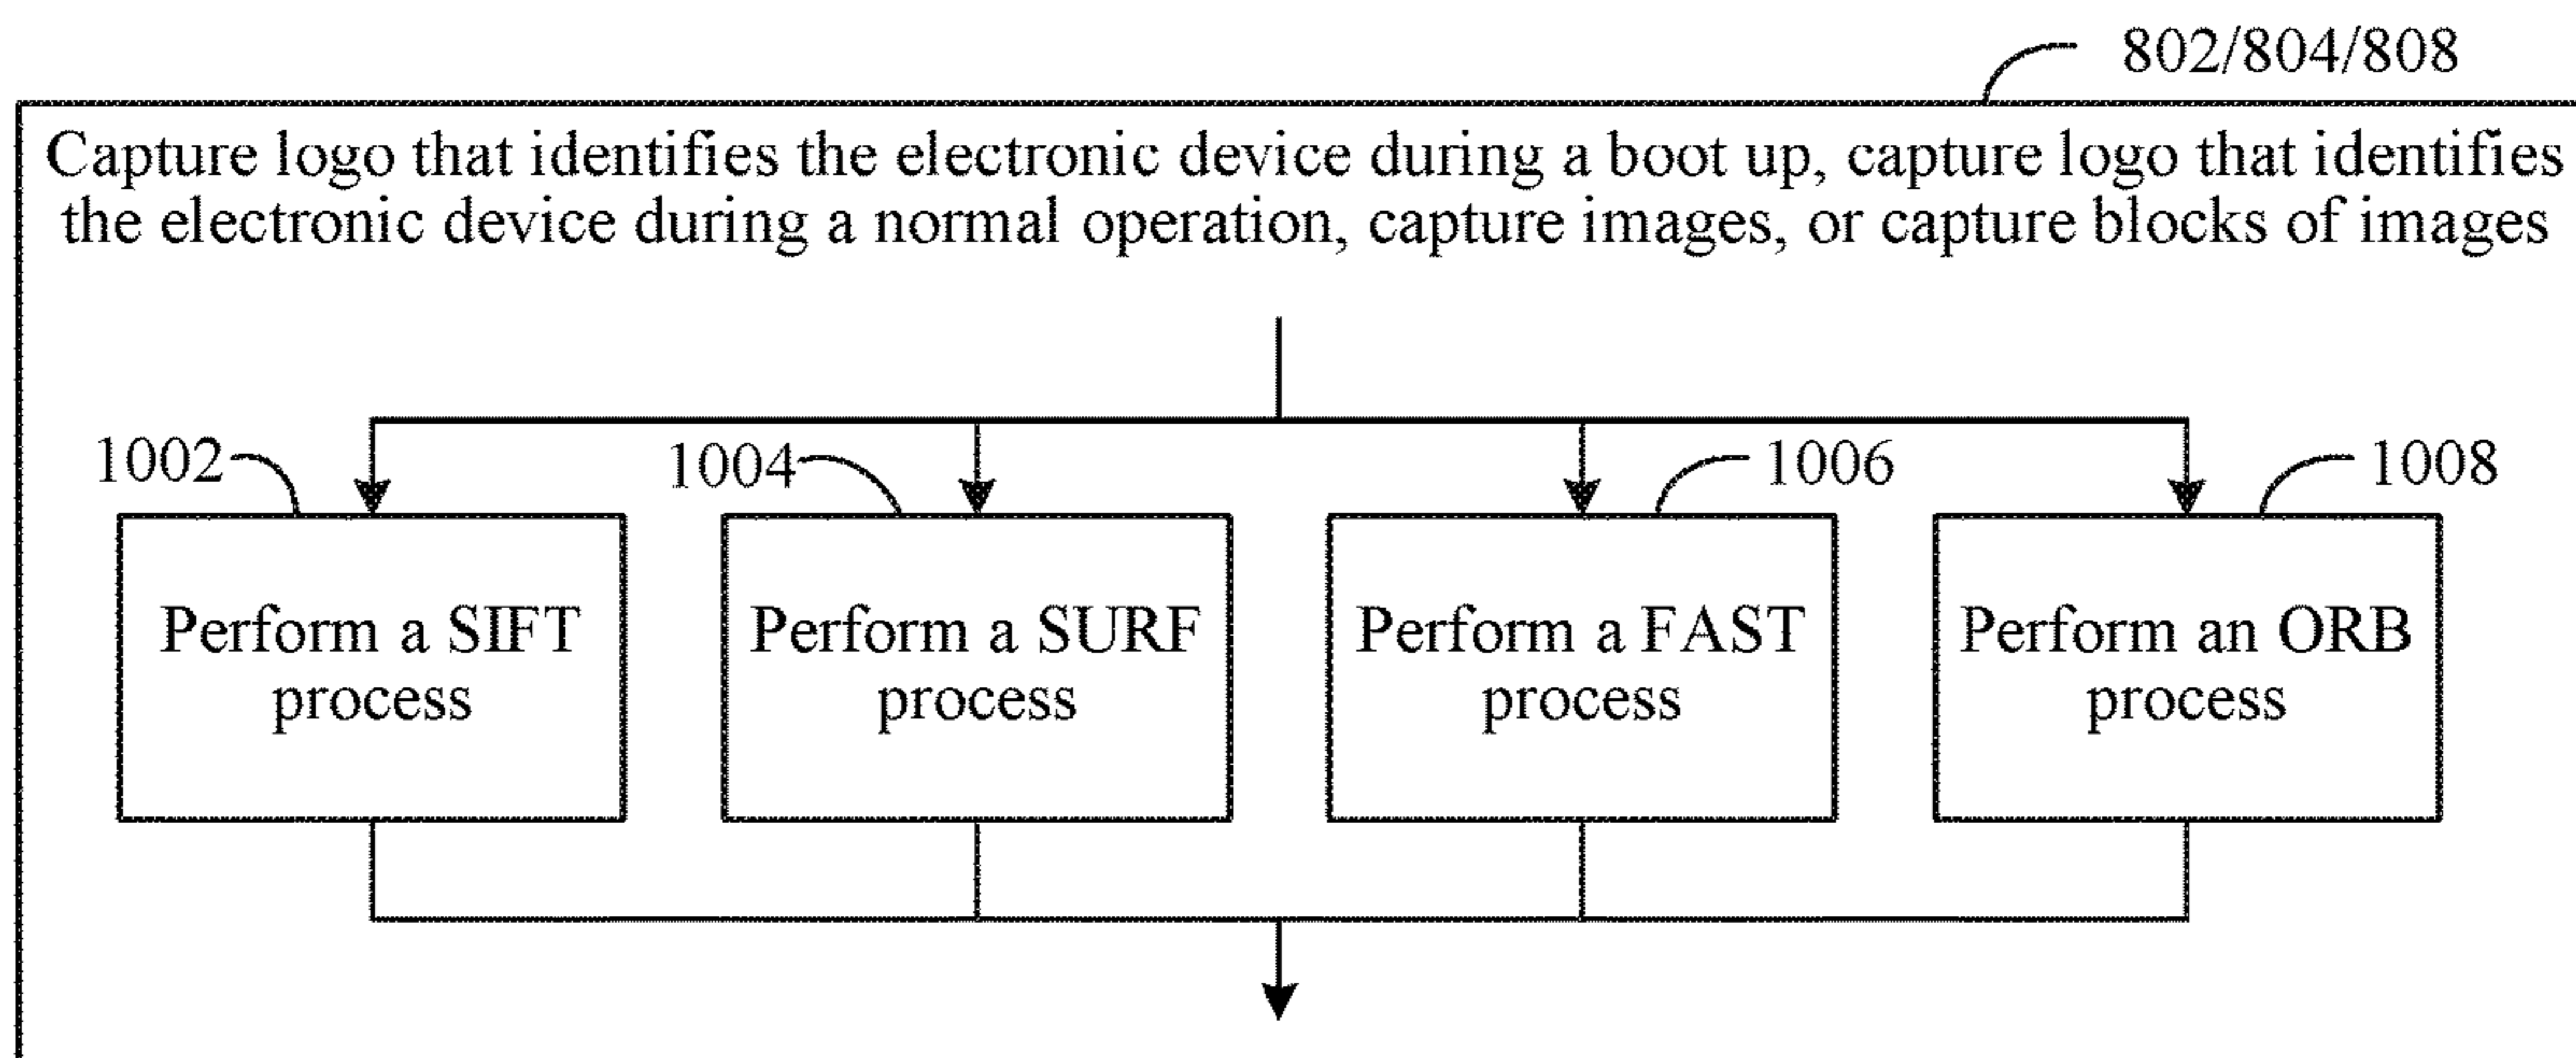 802/804/808
Capture logo that identifies the electronic device during a boot up, capture logo that identifies
the electronic device during a normal operation, capture images, or capture blocks of images
1002
1004
1006
1008
Perform a SIFT
process
Perform a SURF
process
Perform a FAST
process
Perform an ORB
process